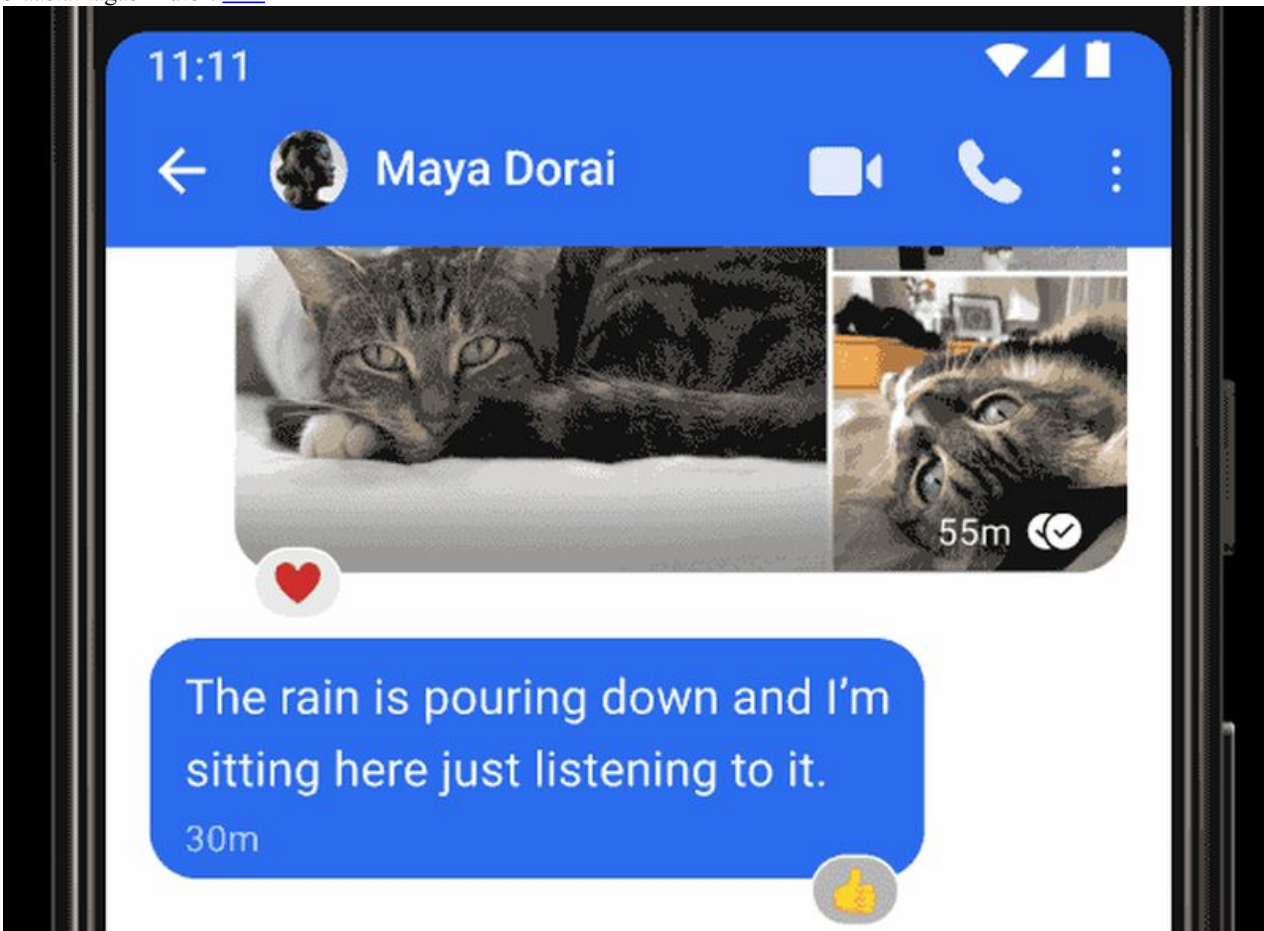 11:11
Maya Dorai
55m
The rain is pouring down and I’m
sitting here just listening to it.
30m